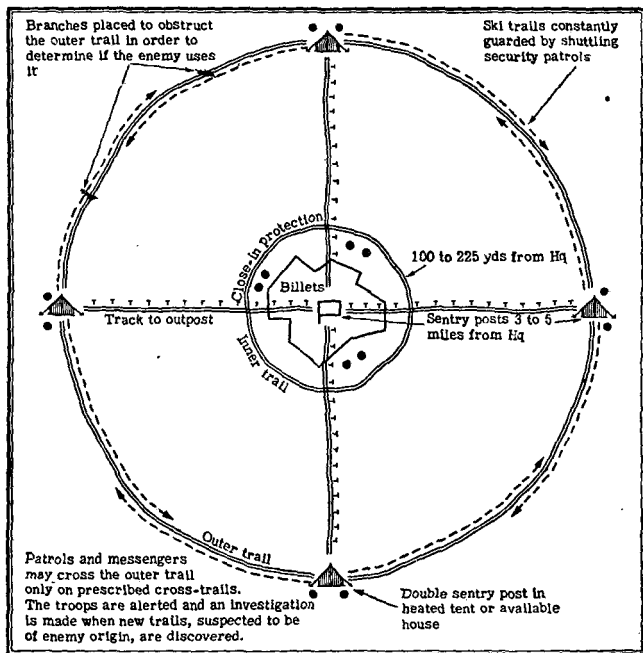 Branches placed to obstruct
the outer trail in order to
determine if the enemy uses
it
Ski trails constantly
guarded by shuttling
security patrols
Close-in protection
100 to 225 yds from Hq
Billets
Track to outpost
Sentry posts 3 to 5
miles from Hq
Inner trail
Outer trail
Patrols and messengers
may cross the outer trail
only on prescribed cross-trails.
The troops are alerted and an investigation
is made when new trails, suspected to be
of enemy origin, are discovered.
Double sentry post in
heated tent or available
house